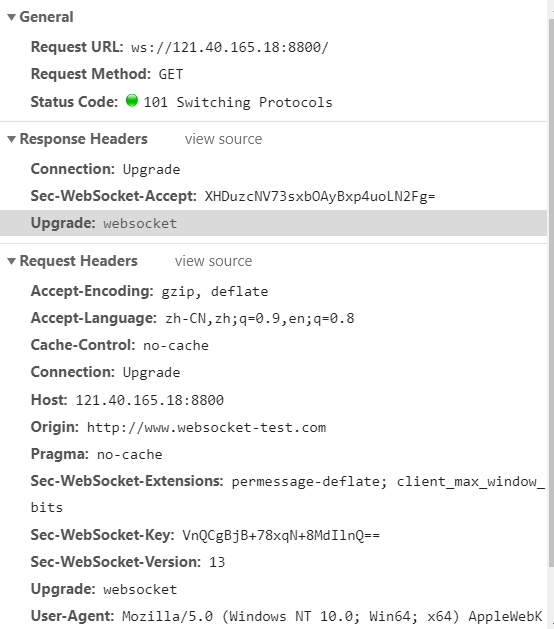 General
Request URL: ws://121.40.165.18:8800/
Request Method: GET
Status Code: 101 Switching Protocols
Response Headers view source
Connection: Upgrade
Sec-WebSocket-Accept: XHDuzcNV73sxbOAyBxp4uoLN2Fg=
Upgrade: websocket
Request Headers view source
Accept-Encoding: gzip, deflate
Accept-Language: zh-CN,zh;q=0.9,en;q=0.8
Cache-Control: no-cache
Connection: Upgrade
Host: 121.40.165.18:8800
Origin: http://www.websocket-test.com
Pragma: no-cache
Sec-WebSocket-Extensions: permessage-deflate; client_max_window_
bits
Sec-WebSocket-Key: VnQCgBjB+78xqN+8MdIlnQ==
Sec-WebSocket-Version: 13
Upgrade: websocket
User-Agent: Mozilla/5.0 (Windows NT 10.0; Win64; x64) AppleWebK